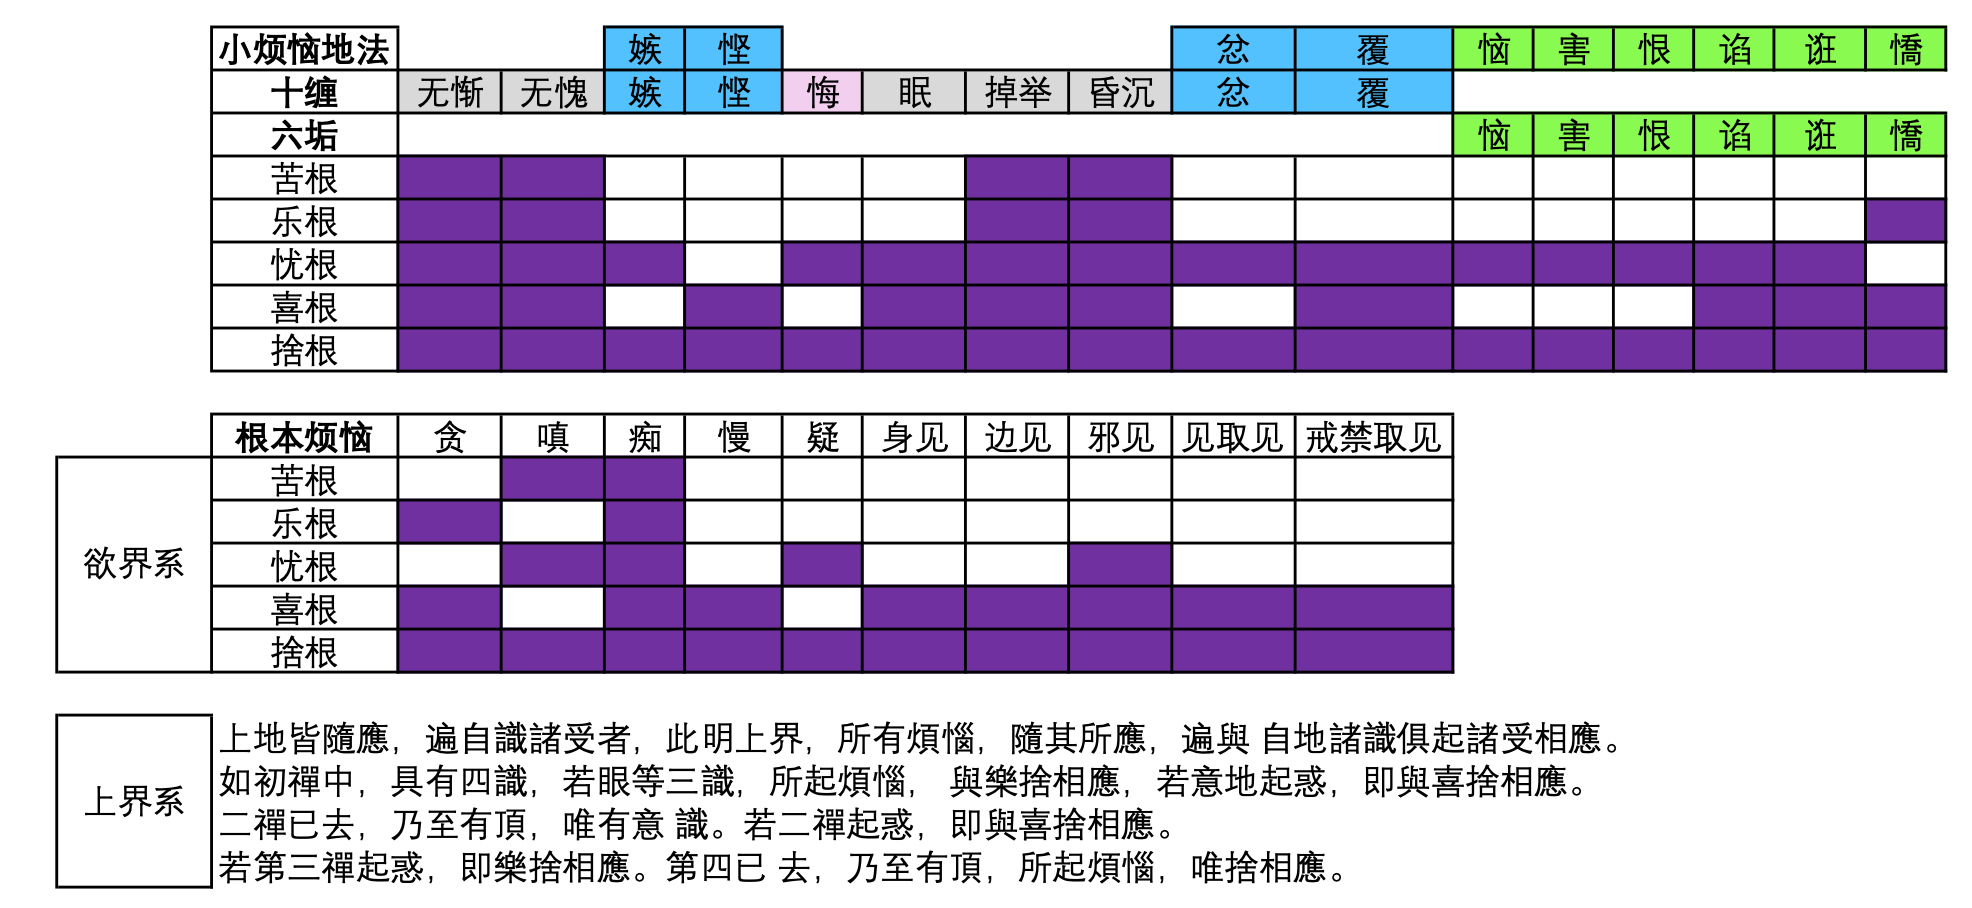 小烦恼地法 嫉 悭 忿 覆 恼 害 恨 谄 诳 憍
十缠 无惭 无愧 嫉 悭 悔 眠 掉举 昏沉 忿 覆
六垢 恼 害 恨 谄 诳 憍
苦根
乐根
忧根
喜根
捨根
根本烦恼 贪 嗔 痴 慢 疑 身见 边见 邪见 见取见 戒禁取见
欲界系
苦根
乐根
忧根
喜根
捨根
上界系
上地皆隨應，遍自識諸受者，此明上界，所有煩惱，隨其所應，遍與 自地諸識俱起諸受相應。
如初禪中，具有四識，若眼等三識，所起煩惱， 與樂捨相應，若意地起惑，即與喜捨相應。
二禪已去，乃至有頂，唯有意 識。若二禪起惑，即與喜捨相應。
若第三禪起惑，即樂捨相應。第四已 去，乃至有頂，所起煩惱，唯捨相應。